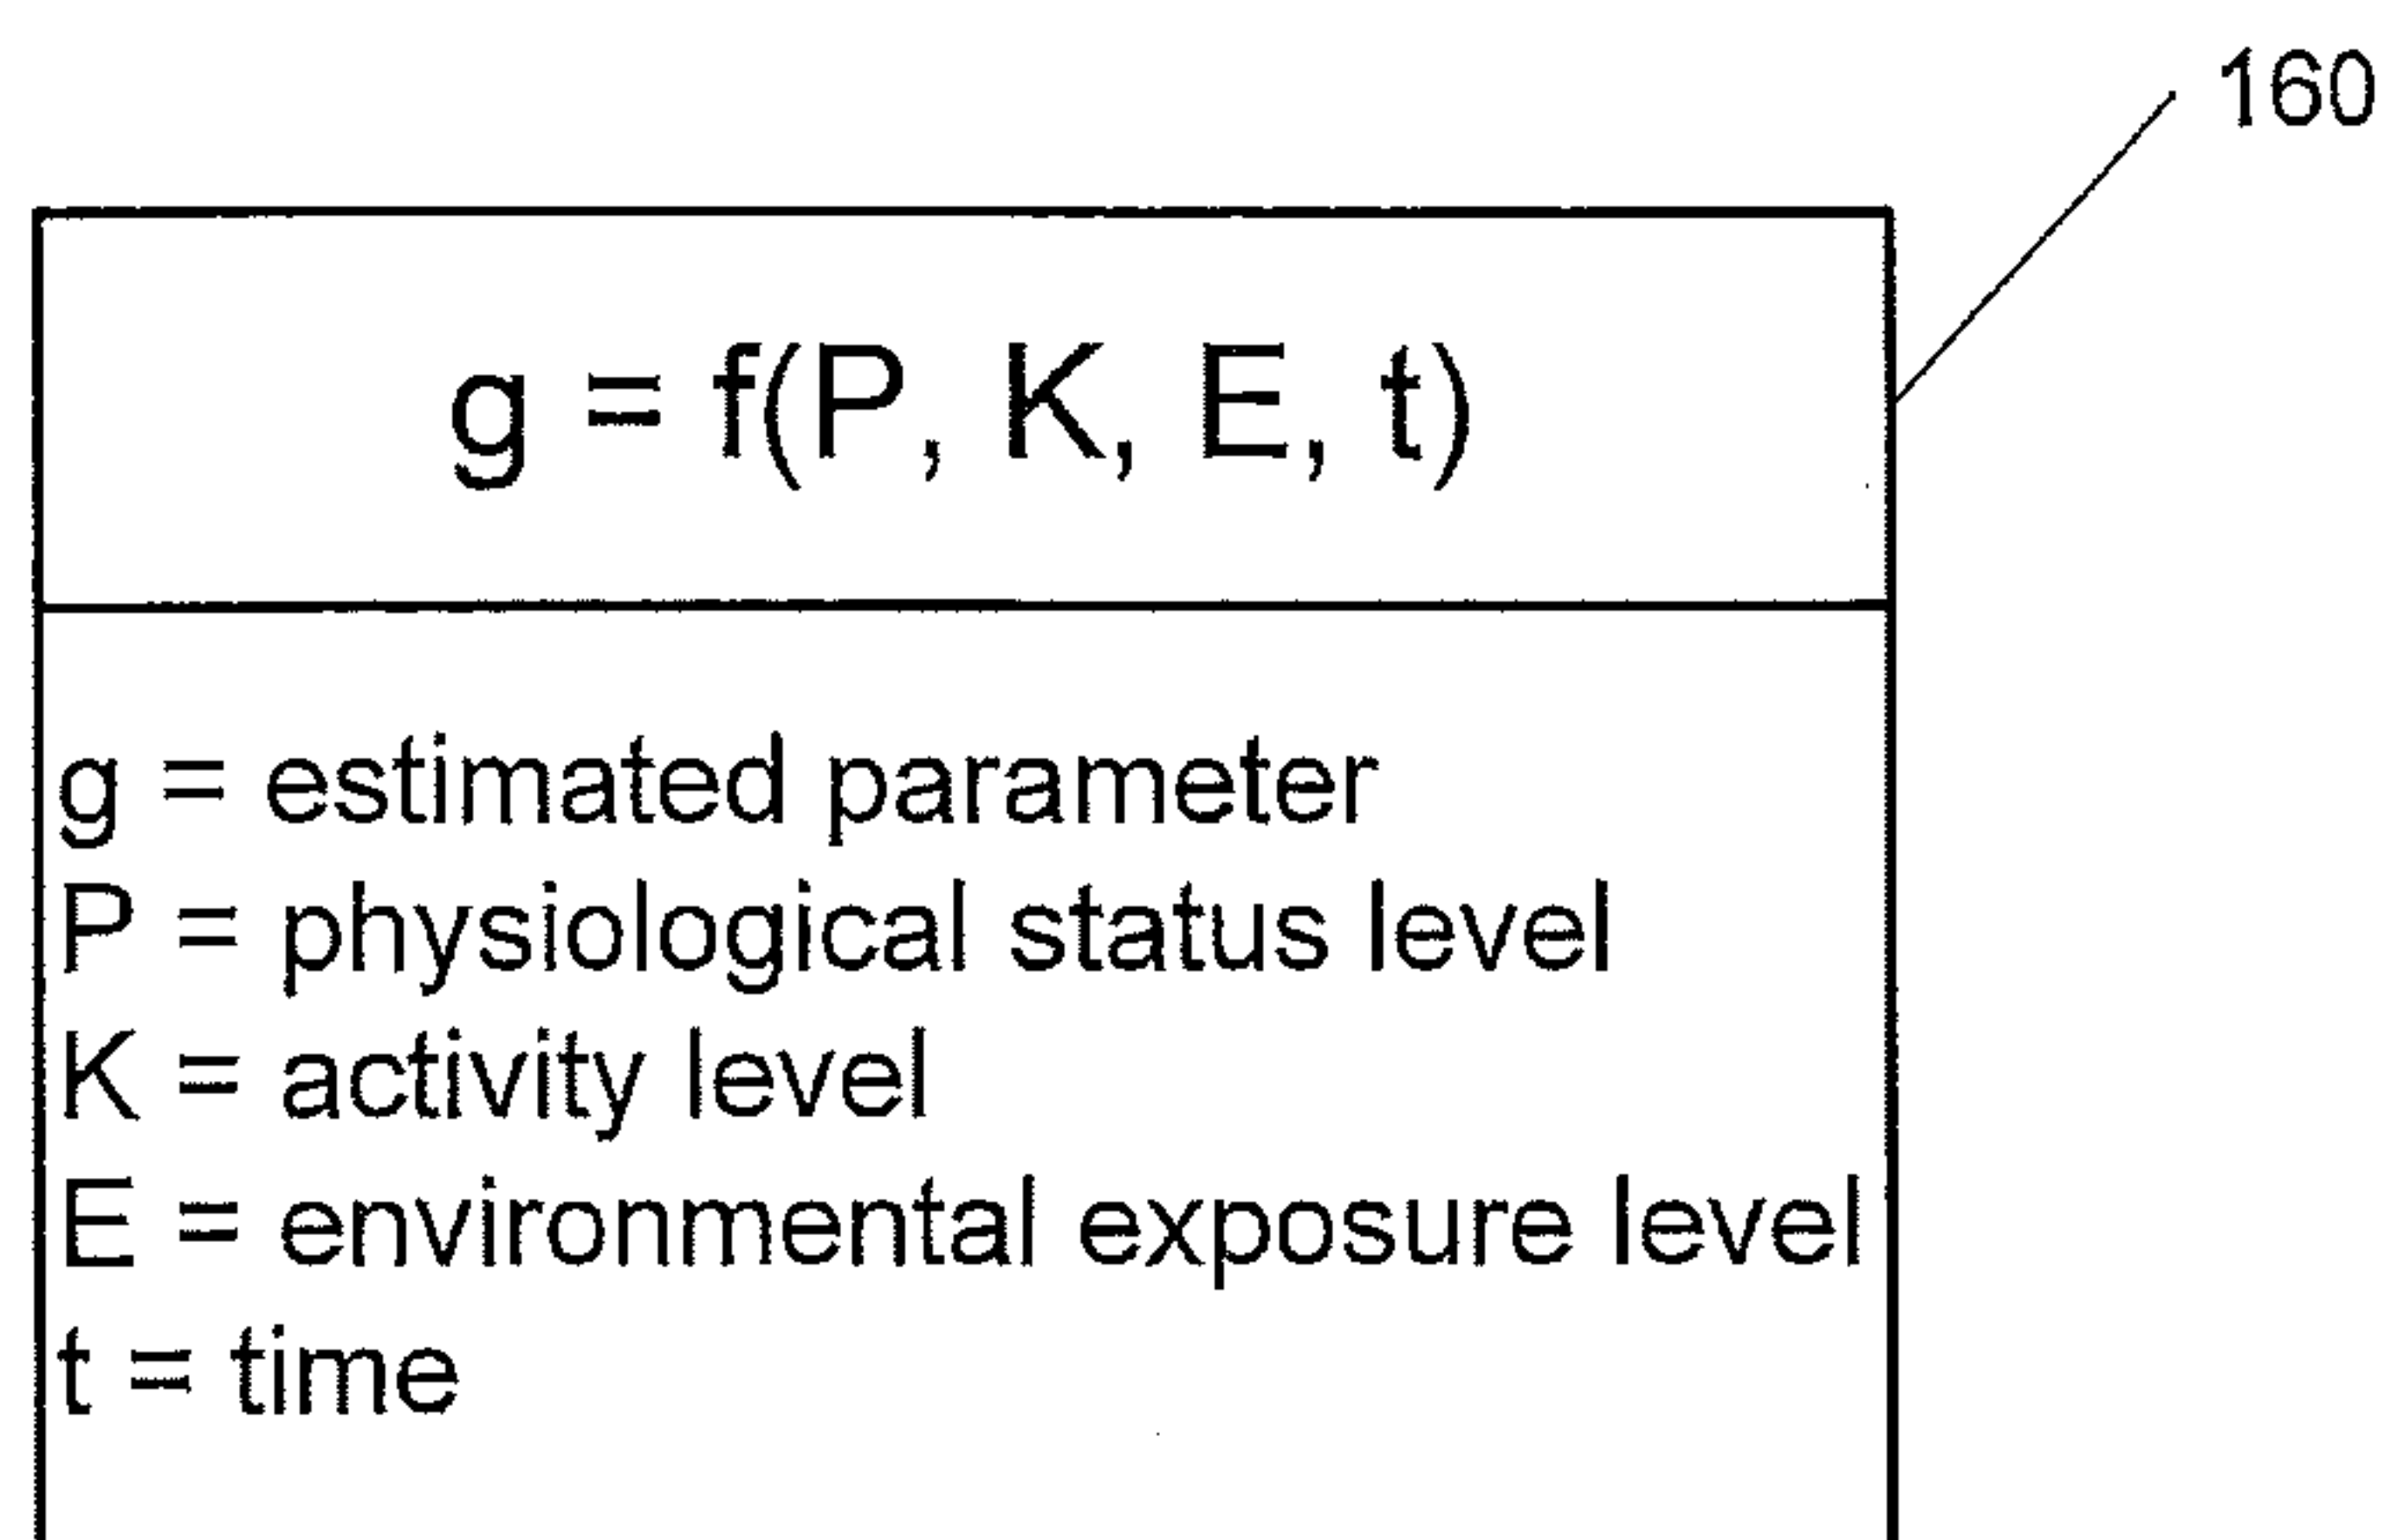 160
g = f(P, K, E, t)
g = estimated parameter
P = physiological status level
K = activity level
E = environmental exposure level
t = time